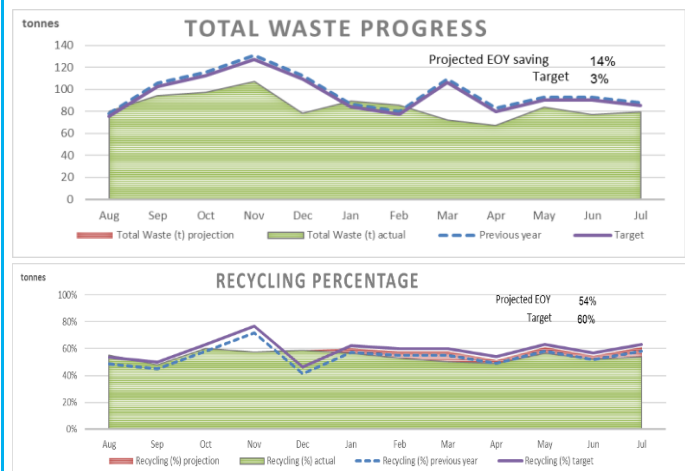 tonnes
TOTAL WASTE PROGRESS
140
120
100
80
60
40
20
0
Projected EOY saving 14%
Target 3%
Aug Sep Oct Nov Dec Jan Feb Mar Apr May Jun Jul
Total Waste (t) projection Total Waste (t) actual Previous year Target
tonnes
RECYCLING PERCENTAGE
100%
80%
60%
40%
20%
0%
Projected EOY 54%
Target 60%
Aug Sep Oct Nov Dec Jan Feb Mar Apr May Jun Jul
Recycling (%) projection Recycling (%) actual Recycling (%) previous year Recycling (%) target